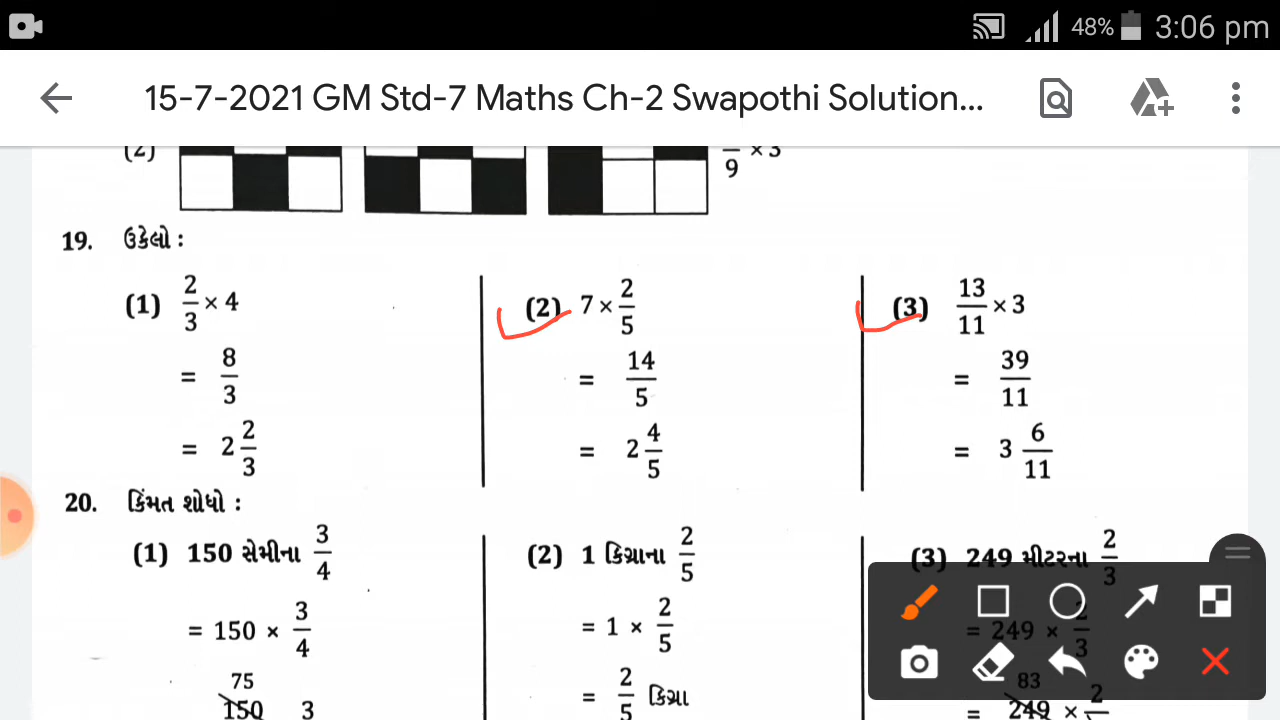 48% 3:06 pm
15-7-2021 GM Std-7 Maths Ch-2 Swapothi Solution...
(2) 9 × 3
19. ઉકેલો :
(1) 2/3 × 4 (2) 7 × 2/5 (3) 13/11 × 3
= 8/3 = 14/5 = 39/11
= 2 2/3 = 2 4/5 = 3 6/11
20. કિંમત શોધો :
(1) 150 સેમીના 3/4 (2) 1 કિગ્રાના 2/5 (3) 249 મીટરના 2/3
= 150 × 3/4 = 1 × 2/5 = 249 × 2/3
75 = 2/5 કિગ્રા 83
150 3 = 249 × 2